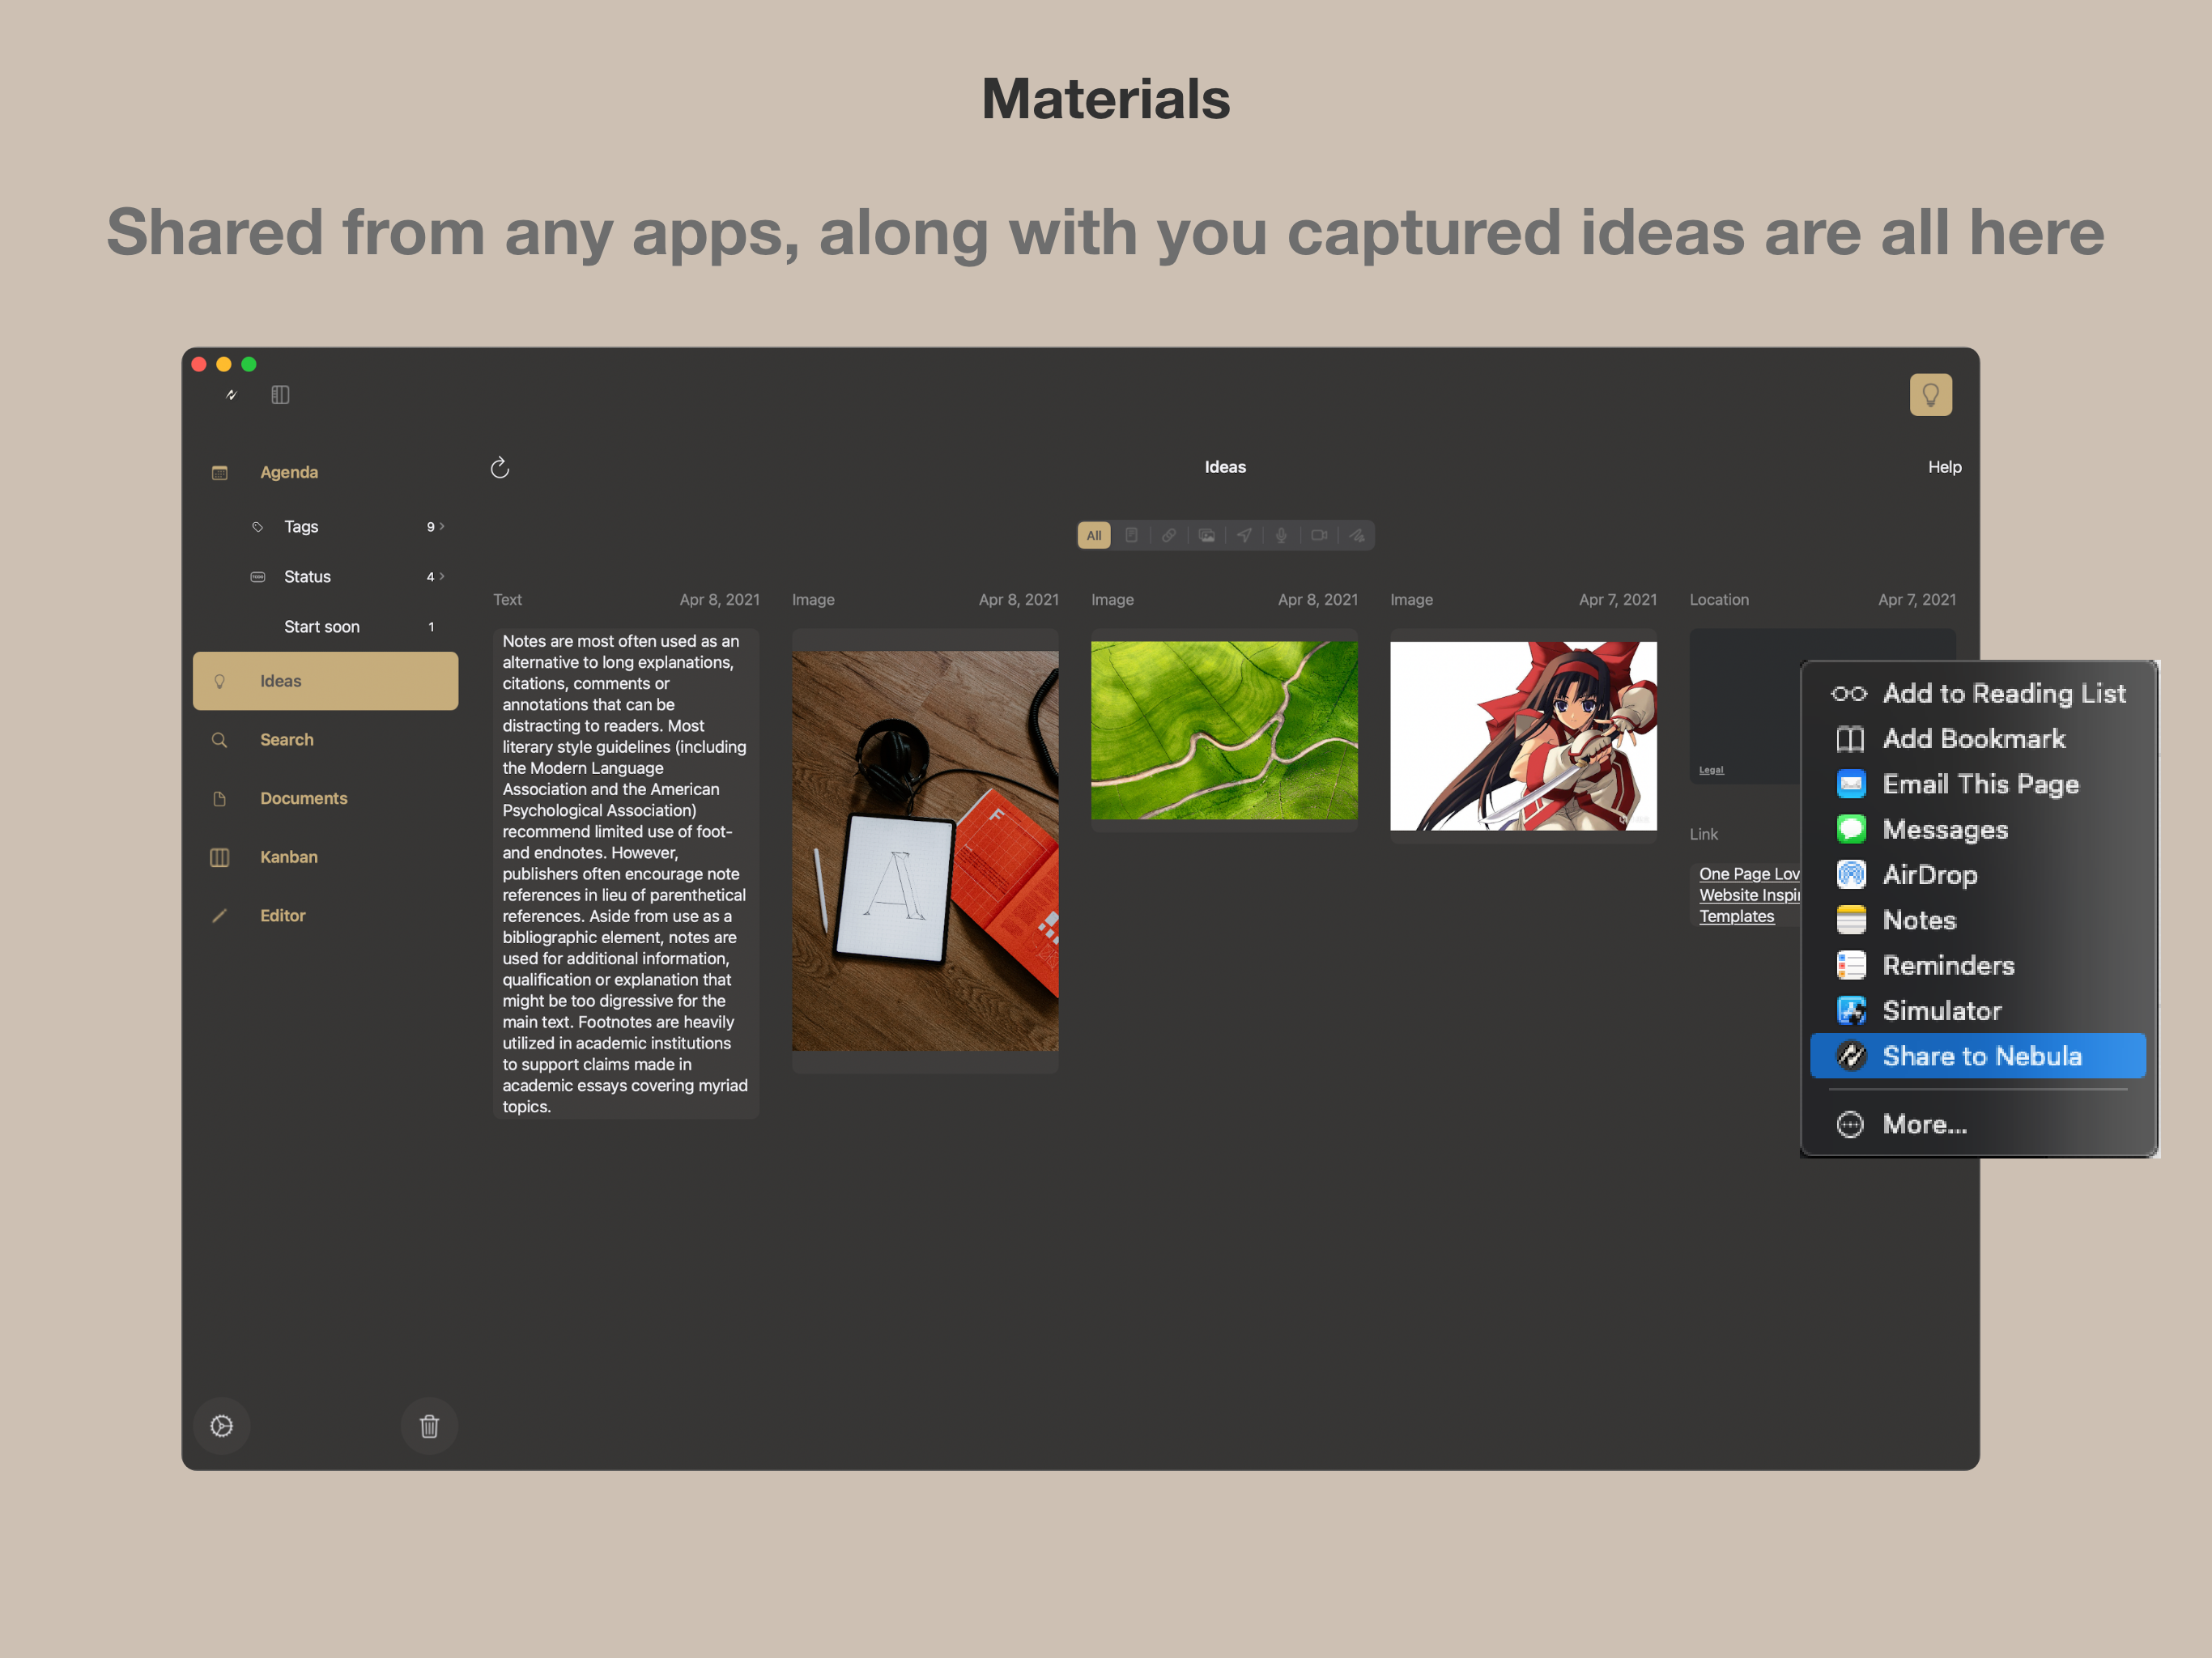 Materials
Shared from any apps, along with you captured ideas are all here
Agenda
Tags 9
Status 4
Start soon 1
Ideas
Search
Documents
Kanban
Editor
Ideas
Help
All
Text Apr 8, 2021
Notes are most often used as an
alternative to long explanations,
citations, comments or
annotations that can be
distracting to readers. Most
literary style guidelines (including
the Modern Language
Association and the American
Psychological Association)
recommend limited use of foot-
and endnotes. However,
publishers often encourage note
references in lieu of parenthetical
references. Aside from use as a
bibliographic element, notes are
used for additional information,
qualification or explanation that
might be too digressive for the
main text. Footnotes are heavily
utilized in academic institutions
to support claims made in
academic essays covering myriad
topics.
Image Apr 8, 2021
F
A
Image Apr 8, 2021
Image Apr 7, 2021
Location Apr 7, 2021
Legal
Link
One Page Lov
Website Inspi
Templates
Add to Reading List
Add Bookmark
Email This Page
Messages
AirDrop
Notes
Reminders
Simulator
Share to Nebula
More...